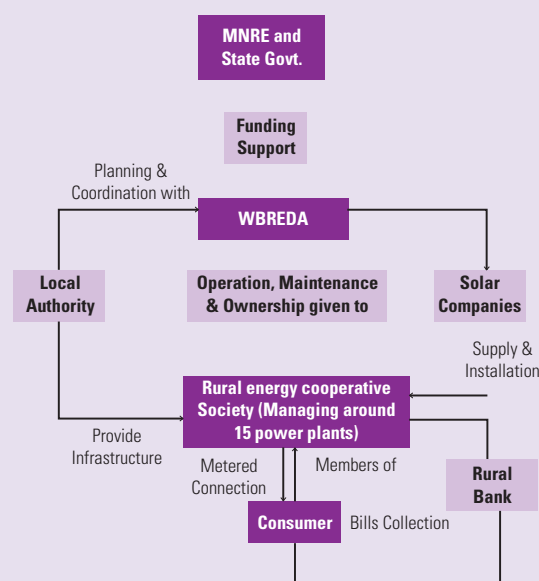 MNRE and
State Govt.
Funding
Support
Planning &
Coordination with
WBREDA
Local
Authority
Operation, Maintenance
& Ownership given to
Solar
Companies
Supply &
Installation
Rural energy cooperative
Society (Managing around
15 power plants)
Provide
Infrastructure
Metered
Connection
Members of
Rural
Bank
Consumer
Bills Collection